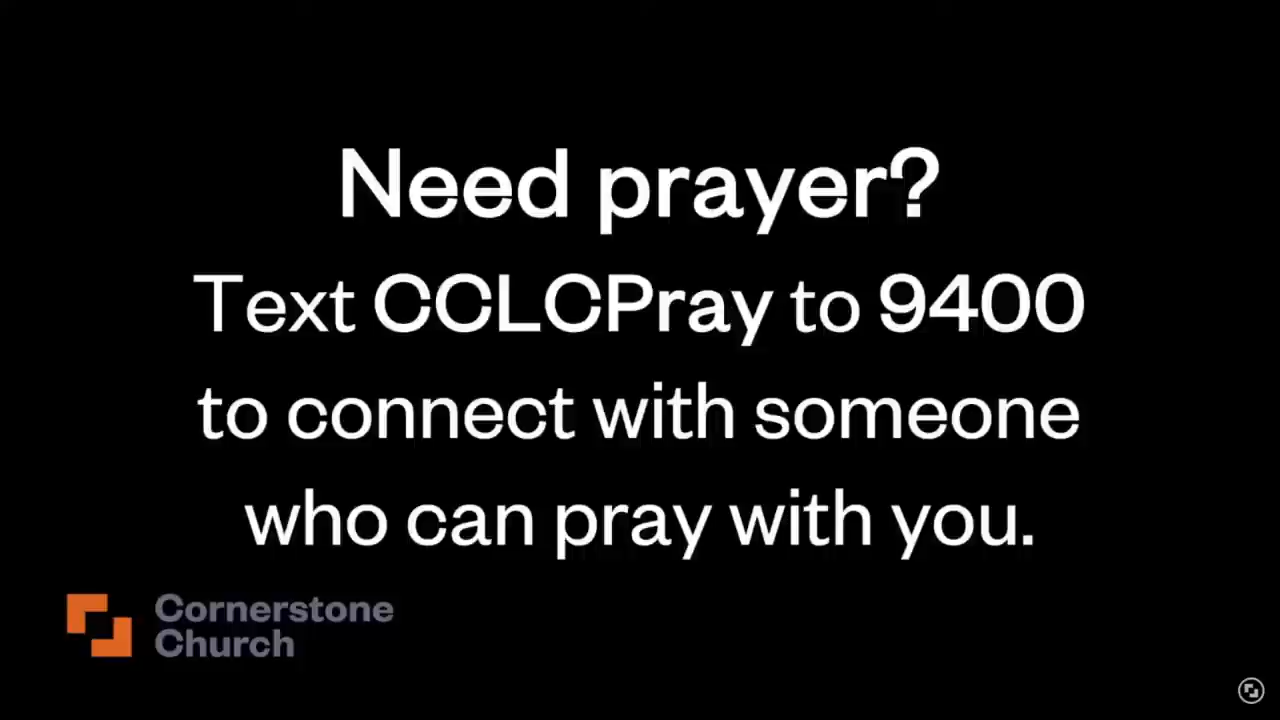 Need prayer?
Text CCLCPray to 9400
to connect with someone
who can pray with you.
Cornerstone
Church